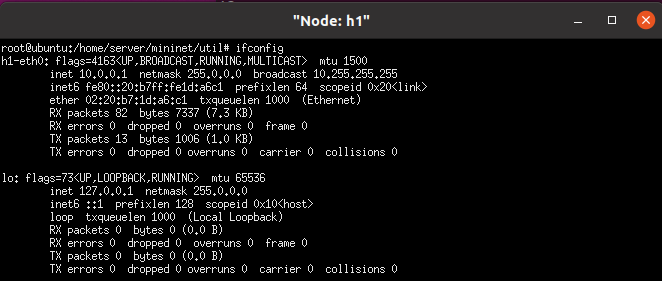 "Node: h1"
root@ubuntu:/home/server/mininet/util# ifconfig
h1-eth0: flags=4163<UP,BROADCAST,RUNNING,MULTICAST>  mtu 1500
        inet 10.0.0.1  netmask 255.0.0.0  broadcast 10.255.255.255
        inet6 fe80::20:b7ff:fe1d:a6c1  prefixlen 64  scopeid 0x20<link>
        ether 02:20:b7:1d:a6:c1  txqueuelen 1000  (Ethernet)
        RX packets 82  bytes 7337 (7.3 KB)
        RX errors 0  dropped 0  overruns 0  frame 0
        TX packets 13  bytes 1006 (1.0 KB)
        TX errors 0  dropped 0 overruns 0  carrier 0  collisions 0

lo: flags=73<UP,LOOPBACK,RUNNING>  mtu 65536
        inet 127.0.0.1  netmask 255.0.0.0
        inet6 ::1  prefixlen 128  scopeid 0x10<host>
        loop  txqueuelen 1000  (Local Loopback)
        RX packets 0  bytes 0 (0.0 B)
        RX errors 0  dropped 0  overruns 0  frame 0
        TX packets 0  bytes 0 (0.0 B)
        TX errors 0  dropped 0 overruns 0  carrier 0  collisions 0